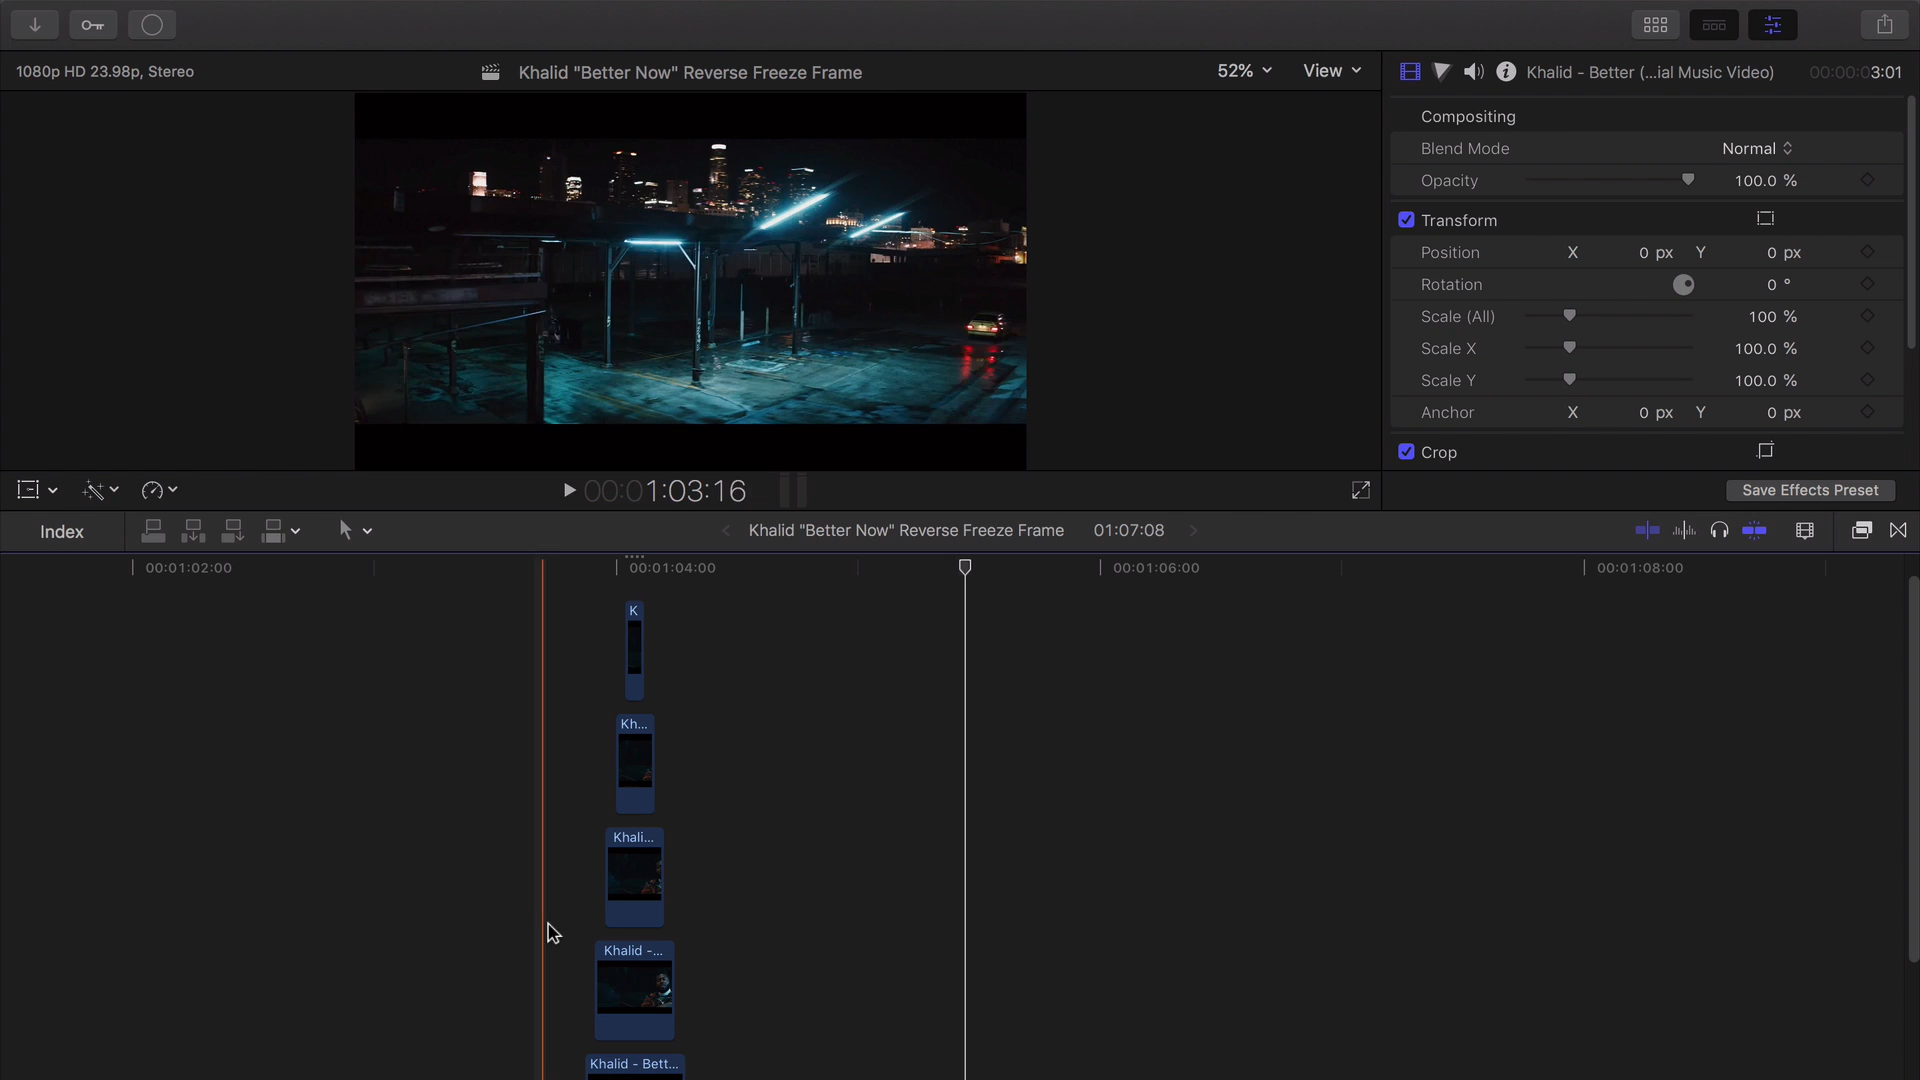 1080p HD 23.98p, Stereo
Khalid "Better Now" Reverse Freeze Frame
52%
View
Khalid - Better (...ial Music Video)
00:00:03:01
Compositing
Blend Mode
Normal
Opacity
100.0 %
Transform
Position X 0 px Y 0 px
Rotation 0 °
Scale (All) 100 %
Scale X 100.0 %
Scale Y 100.0 %
Anchor X 0 px Y 0 px
Crop
00:01:03:16
Save Effects Preset
Index
Khalid "Better Now" Reverse Freeze Frame
01:07:08
00:01:02:00
00:01:04:00
00:01:06:00
00:01:08:00
K
Kh...
Khali...
Khalid -...
Khalid - Bett...